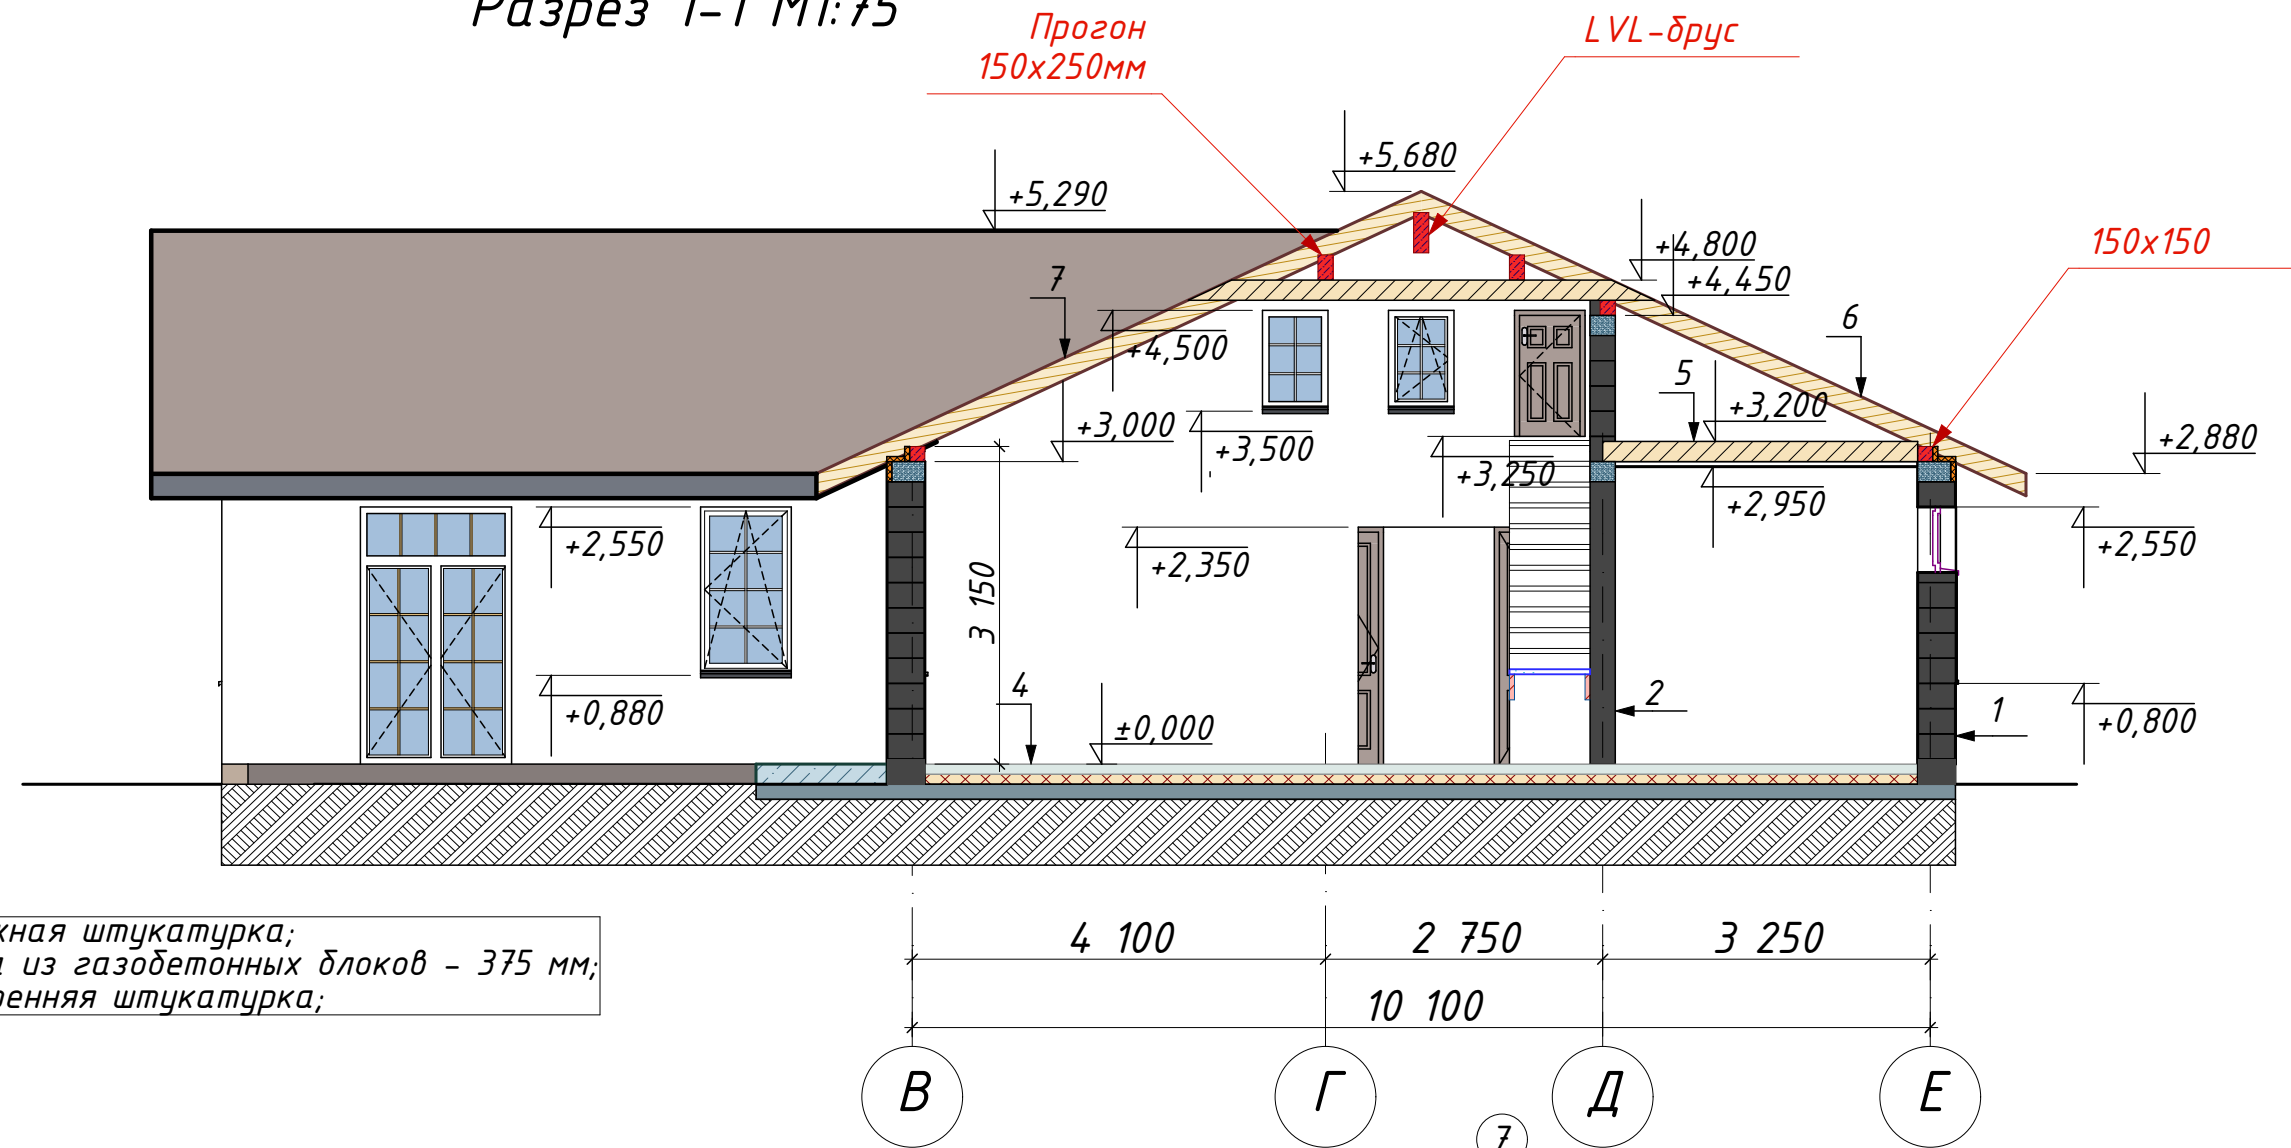 Разрез 1-1 М1:75
Прогон
150х250мм
LVL-брус
+5,680
+5,290
+4,800
+4,450
150х150
7
+4,500
6
5
+3,200
+3,000
+3,500
+3,250
+2,880
+2,950
+2,550
+2,350
+2,550
3 150
4
2
1
+0,880
±0,000
+0,800
штукатурка;
из газобетонных блоков - 375 мм;
штукатурка;
4 100
2 750
3 250
10 100
В
Г
Д
Е
7